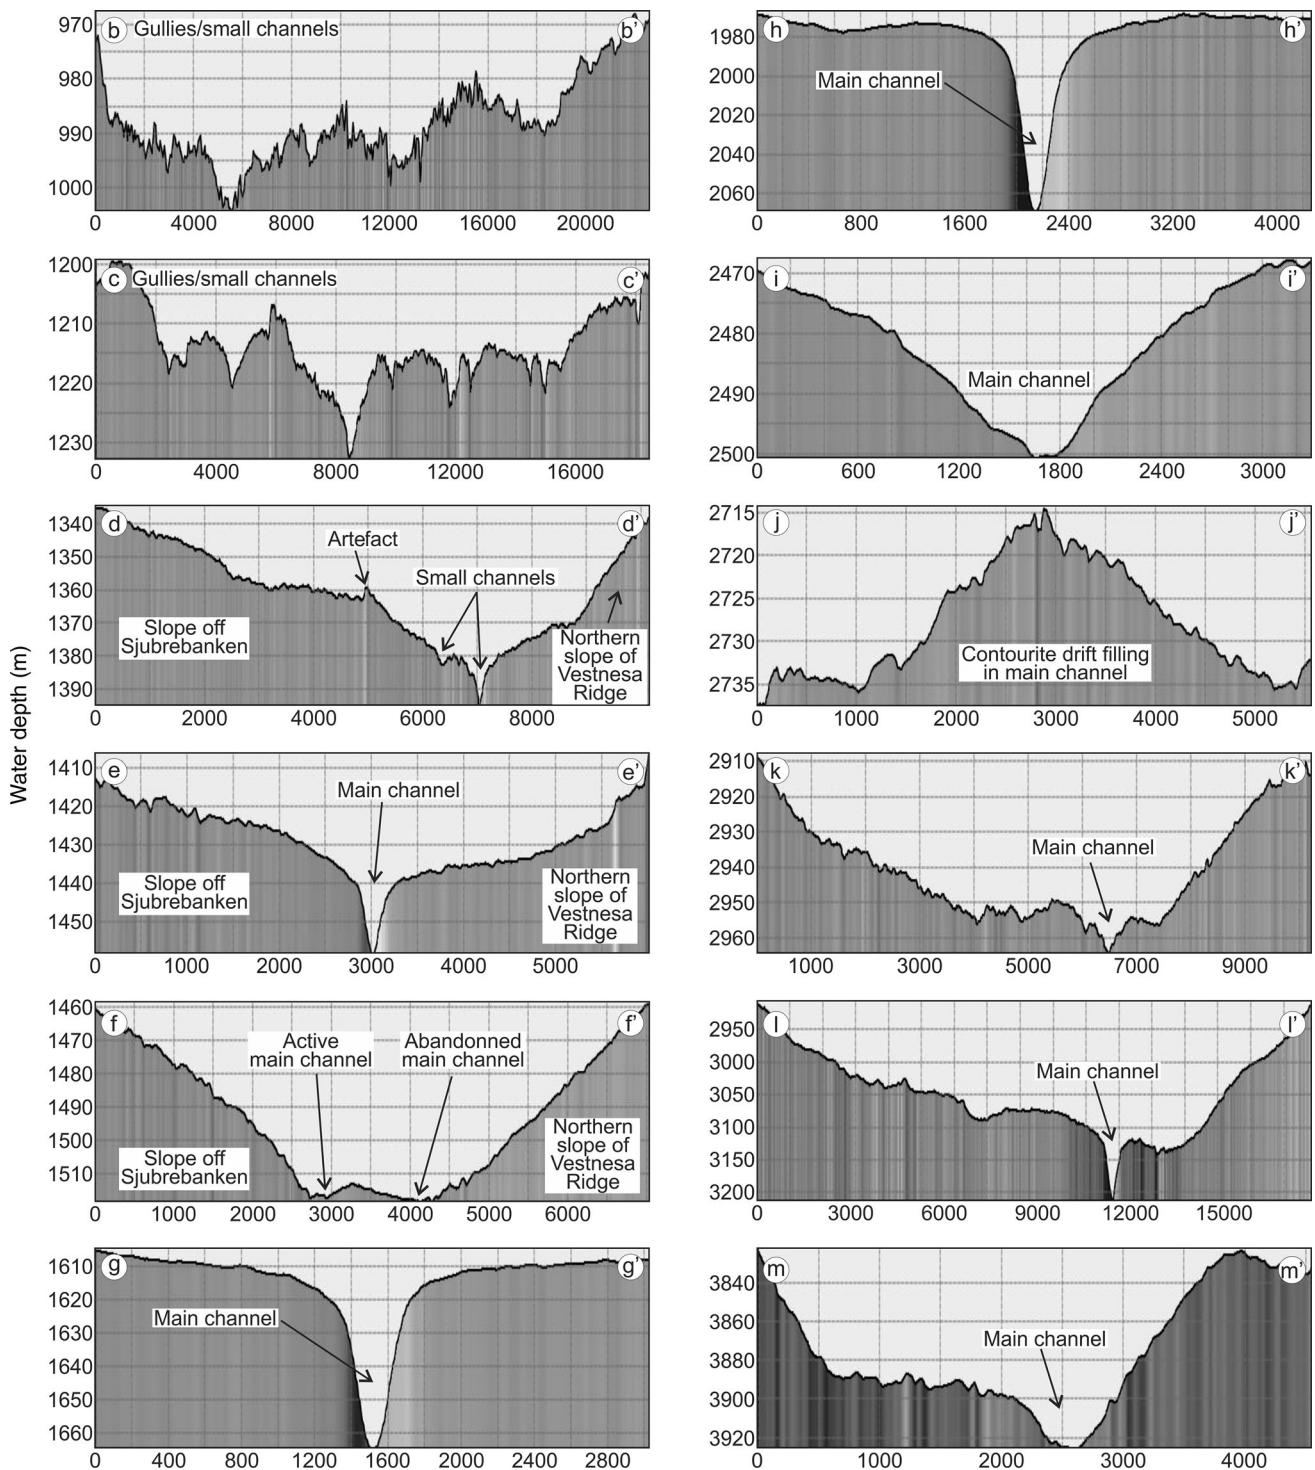 Water depth (m)
b
Gullies/small channels
b'
970
980
990
1000
0 4000 8000 12000 16000 20000
c
Gullies/small channels
c'
1200
1210
1220
1230
0 4000 8000 12000 16000
d
d'
Artefact
Small channels
Slope off
Sjubrebanken
Northern
slope of
Vestnesa
Ridge
1340
1350
1360
1370
1380
1390
0 2000 4000 6000 8000
e
e'
Main channel
Slope off
Sjubrebanken
Northern
slope of
Vestnesa
Ridge
1410
1420
1430
1440
1450
0 1000 2000 3000 4000 5000
f
f'
Active
main channel
Abandonned
main channel
Slope off
Sjubrebanken
Northern
slope of
Vestnesa
Ridge
1460
1470
1480
1490
1500
1510
0 1000 2000 3000 4000 5000 6000
g
g'
Main channel
1610
1620
1630
1640
1650
1660
0 400 800 1200 1600 2000 2400 2800
h
h'
Main channel
1980
2000
2020
2040
2060
0 800 1600 2400 3200 4000
i
i'
Main channel
2470
2480
2490
2500
0 600 1200 1800 2400 3000
j
j'
Contourite drift filling
in main channel
2715
2720
2725
2730
2735
0 1000 2000 3000 4000 5000
k
k'
Main channel
2910
2920
2930
2940
2950
2960
1000 3000 5000 7000 9000
l
l'
Main channel
2950
3000
3050
3100
3150
3200
0 3000 6000 9000 12000 15000
m
m'
Main channel
3840
3860
3880
3900
3920
0 1000 2000 3000 4000